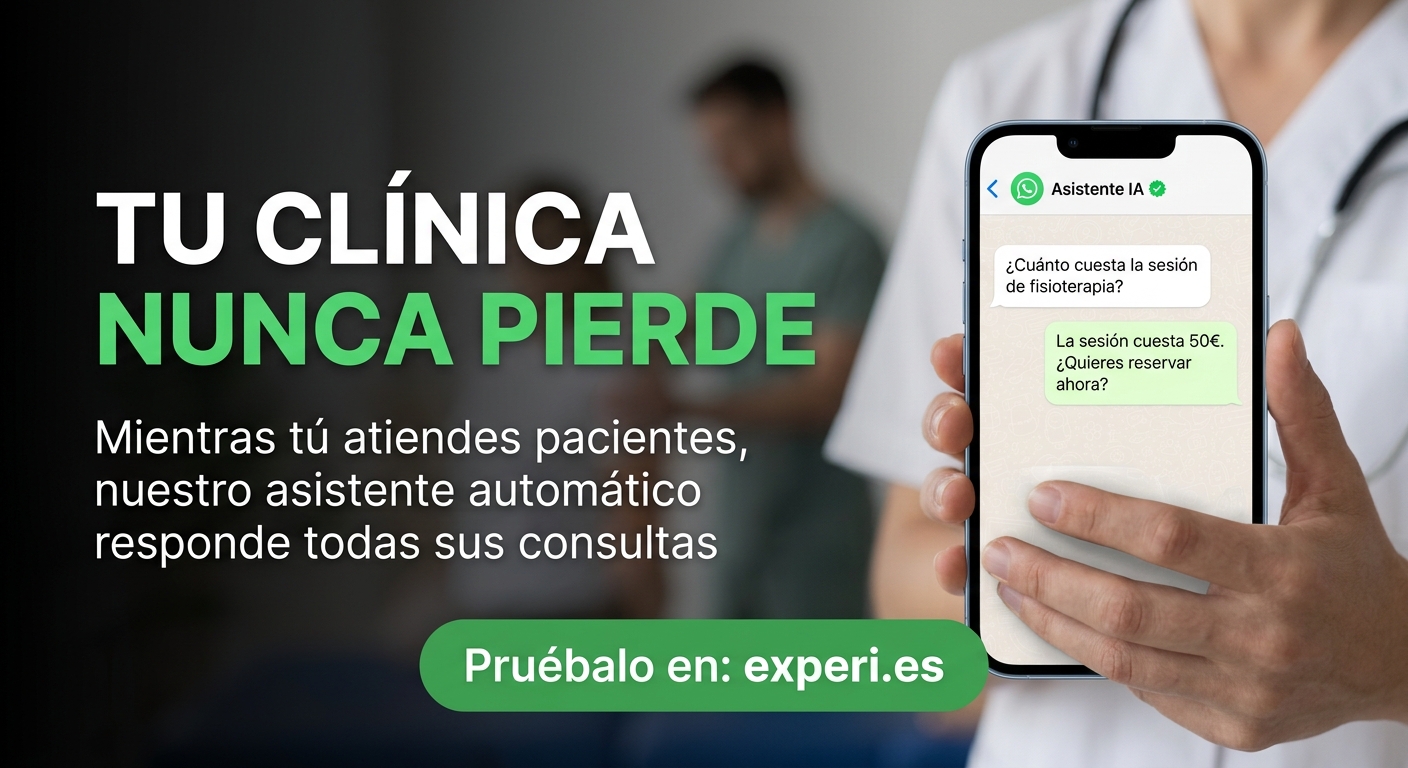 TU CLÍNICA
NUNCA PIERDE
Mientras tú atiendes pacientes,
nuestro asistente automático
responde todas sus consultas
Pruébalo en: experi.es
Asistente IA
¿Cuánto cuesta la sesión
de fisioterapia?
La sesión cuesta 50€.
¿Quieres reservar
ahora?